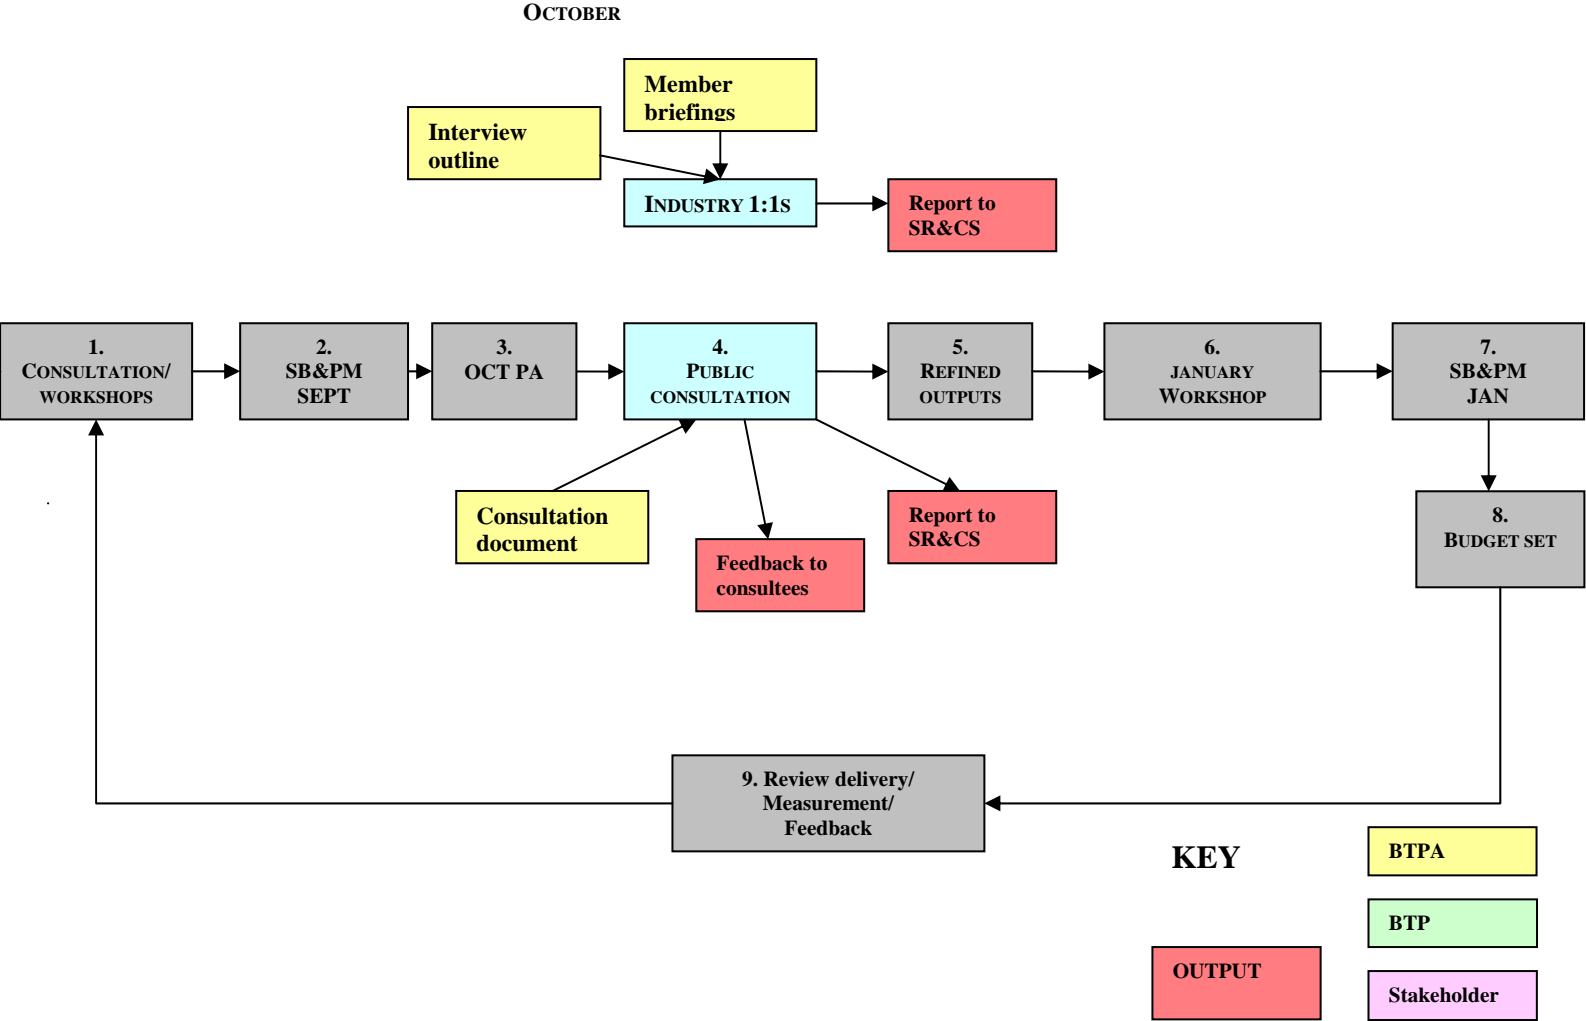 OCTOBER
Member
briefings
Interview
outline
INDUSTRY 1:1S
Report to
SR&CS
1.
CONSULTATION/
WORKSHOPS
2.
SB&PM
SEPT
3.
OCT PA
4.
PUBLIC
CONSULTATION
5.
REFINED
OUTPUTS
6.
JANUARY
WORKSHOP
7.
SB&PM
JAN
Consultation
document
Feedback to
consultees
Report to
SR&CS
8.
BUDGET SET
9. Review delivery/
Measurement/
Feedback
KEY
BTPA
BTP
OUTPUT
Stakeholder